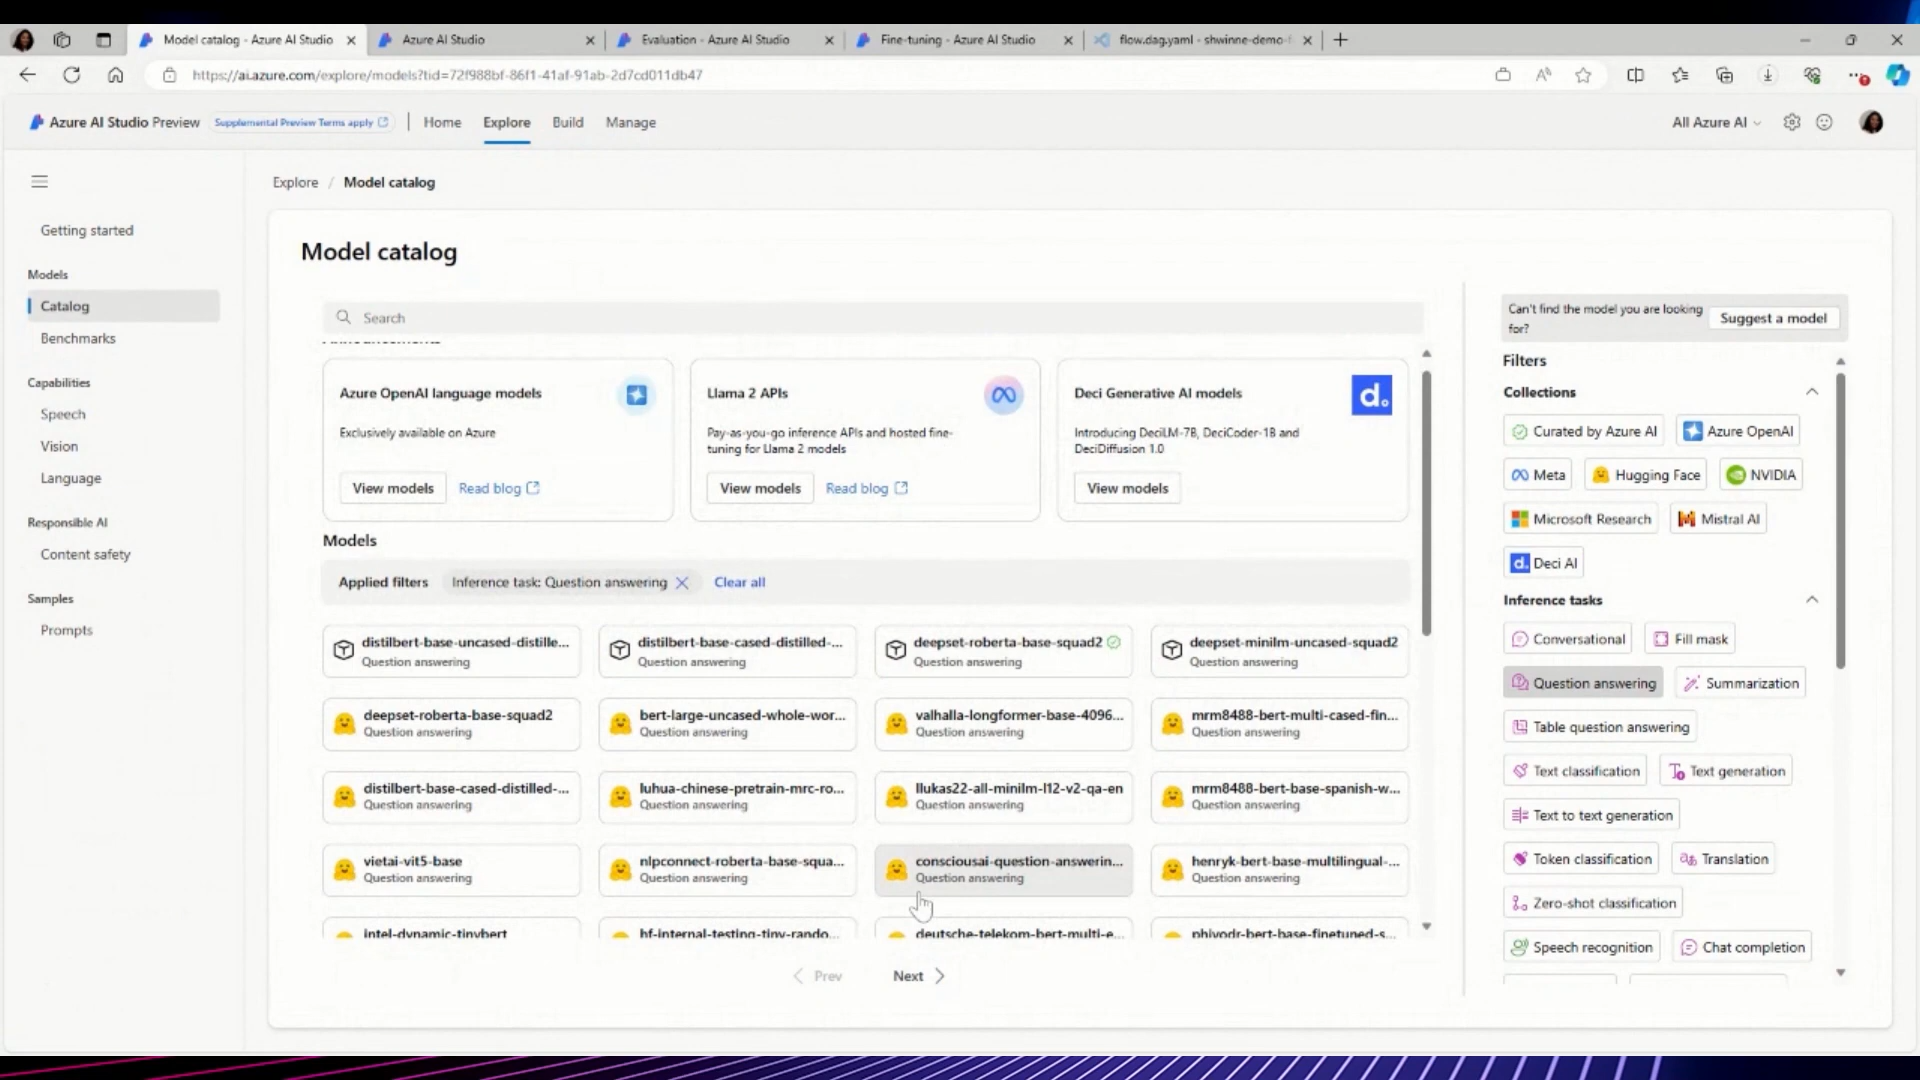 Model catalog - Azure AI Studio
Azure AI Studio
Evaluation - Azure AI Studio
Fine-tuning - Azure AI Studio
flow.dag.yaml - shwinne-demo-f
https://ai.azure.com/explore/models?tid=72f988bf-86f1-41af-91ab-2d7cd011db47
Azure AI Studio Preview
Supplemental Preview Terms apply
Home
Explore
Build
Manage
All Azure AI
Getting started
Models
Catalog
Benchmarks
Capabilities
Speech
Vision
Language
Responsible AI
Content safety
Samples
Prompts
Explore / Model catalog
Model catalog
Search
Announcements
Azure OpenAI language models
Exclusively available on Azure
View models
Read blog
Llama 2 APIs
Pay-as-you-go inference APIs and hosted fine-
tuning for Llama 2 models
View models
Read blog
Deci Generative AI models
d.
Introducing DeciLM-7B, DeciCoder-1B and
DeciDiffusion 1.0
View models
Models
Applied filters
Inference task: Question answering
Clear all
distilbert-base-uncased-distille...
Question answering
distilbert-base-cased-distilled-...
Question answering
deepset-roberta-base-squad2
Question answering
deepset-minilm-uncased-squad2
Question answering
deepset-roberta-base-squad2
Question answering
bert-large-uncased-whole-wor...
Question answering
valhalla-longformer-base-4096...
Question answering
mrm8488-bert-multi-cased-fin...
Question answering
distilbert-base-cased-distilled-...
Question answering
luhua-chinese-pretrain-mrc-ro...
Question answering
llukas22-all-minilm-l12-v2-qa-en
Question answering
mrm8488-bert-base-spanish-w...
Question answering
vietai-vit5-base
Question answering
nlpconnect-roberta-base-squa...
Question answering
consciousai-question-answerin...
Question answering
henryk-bert-base-multilingual-...
Question answering
intel-dynamic-tinybert
hf-internal-testing-tiny-rando...
deutsche-telekom-bert-multi-e...
phiyodr-bert-base-finetuned-s...
Prev
Next
Can't find the model you are looking
for?
Suggest a model
Filters
Collections
Curated by Azure AI
Azure OpenAI
Meta
Hugging Face
NVIDIA
Microsoft Research
Mistral AI
d. Deci AI
Inference tasks
Conversational
Fill mask
Question answering
Summarization
Table question answering
Text classification
Text generation
Text to text generation
Token classification
Translation
Zero-shot classification
Speech recognition
Chat completion